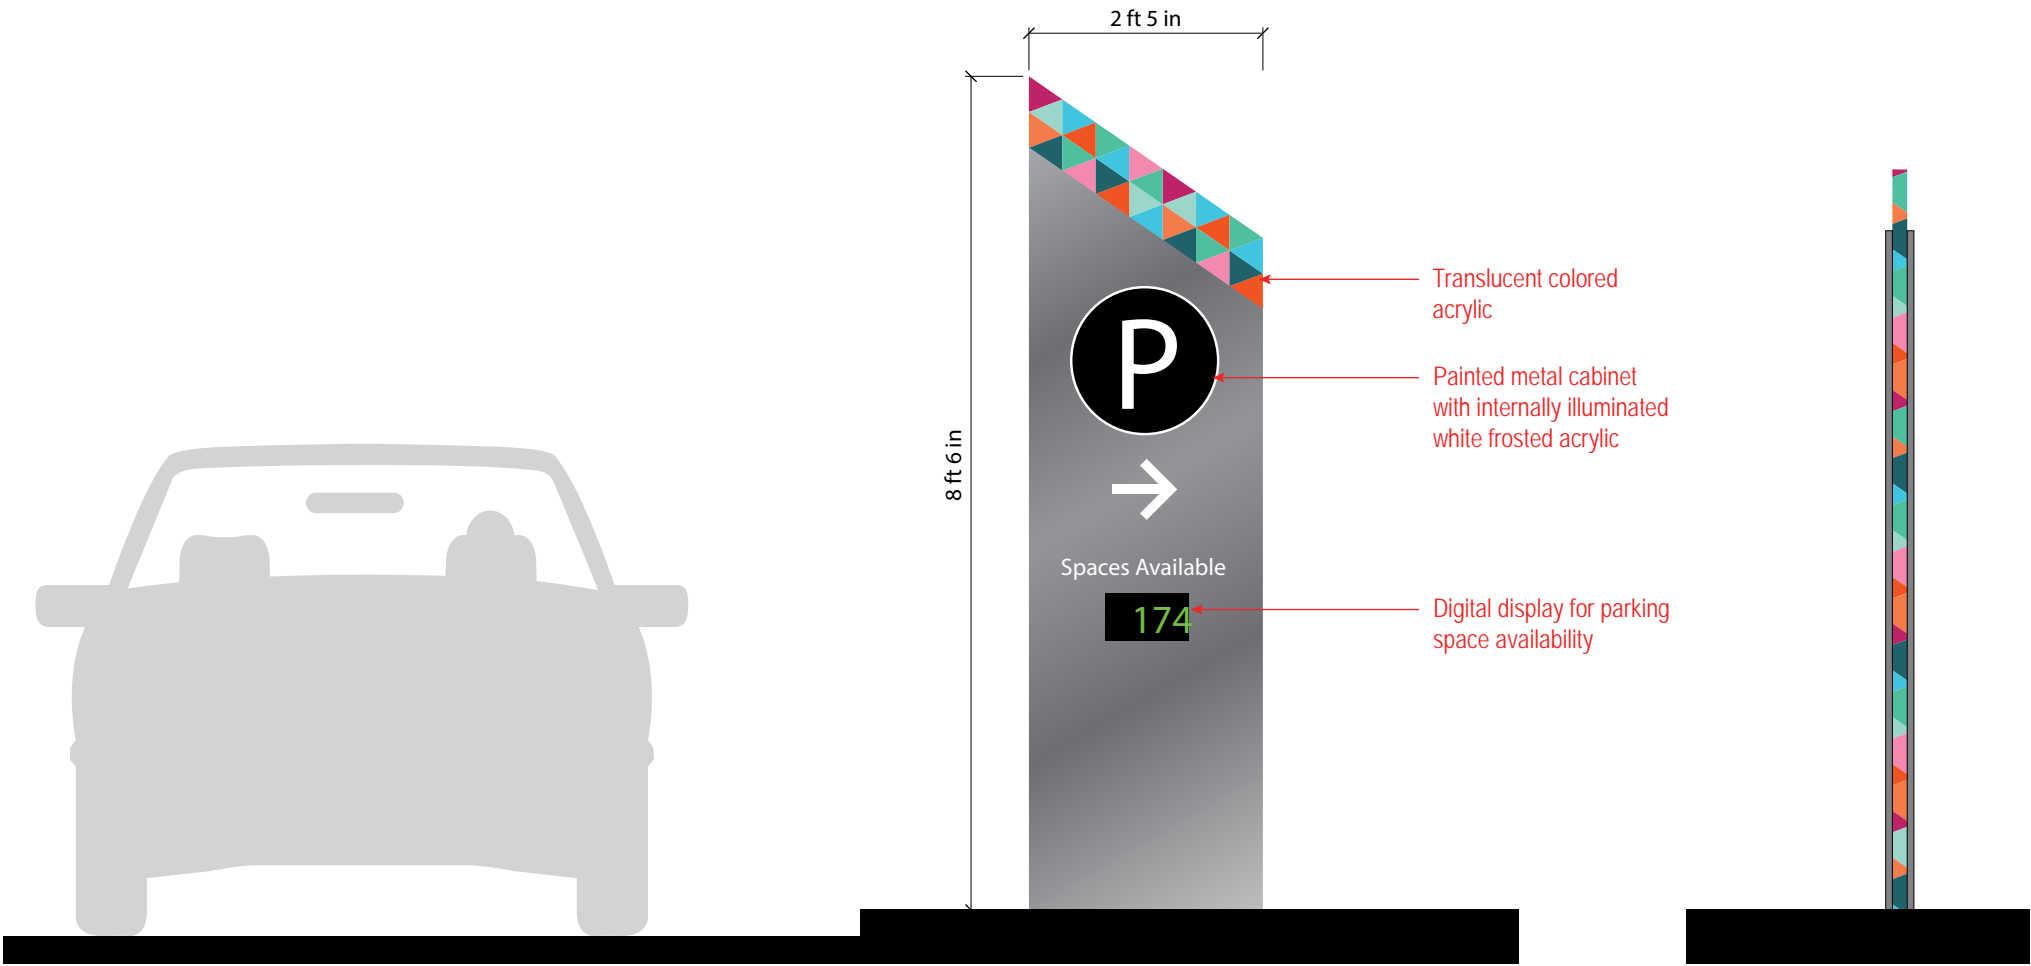 2 ft 5 in
8 ft 6 in
Translucent colored
acrylic
P
Painted metal cabinet
with internally illuminated
white frosted acrylic
Spaces Available
174
Digital display for parking
space availability